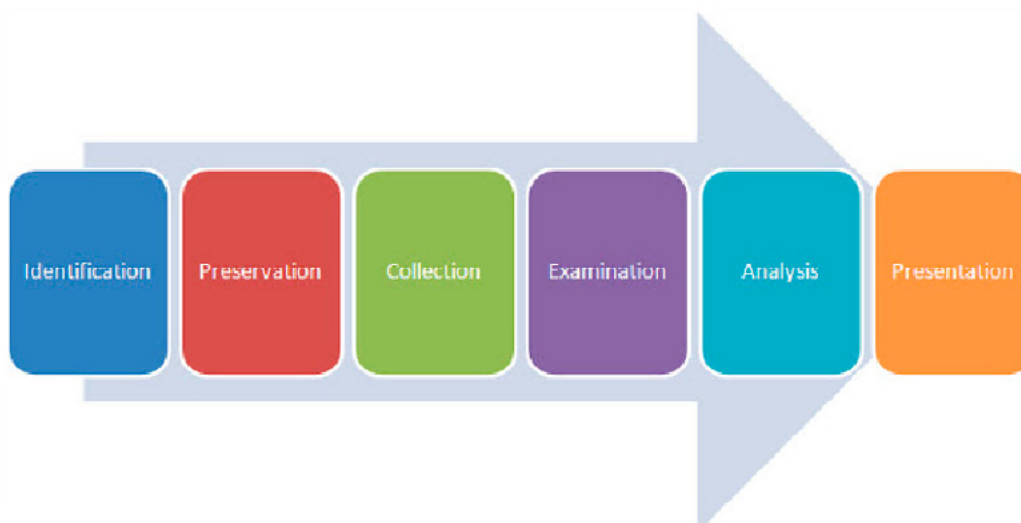 Identification
Preservation
Collection
Examination
Analysis
Presentation